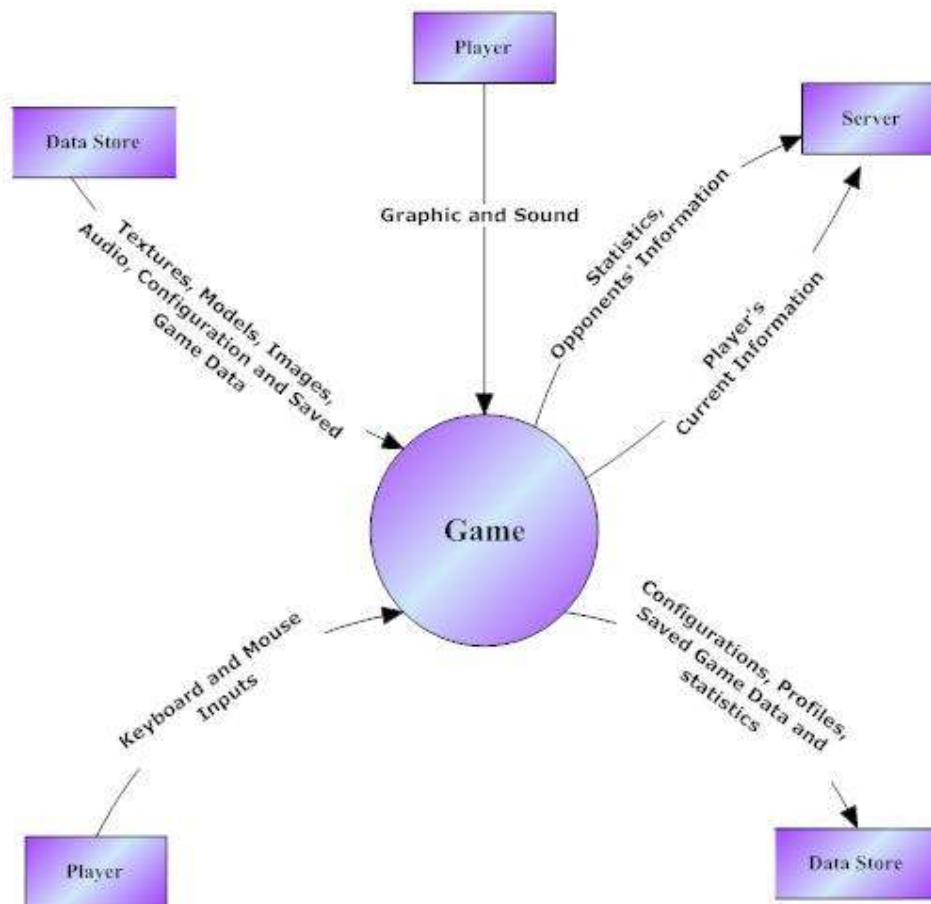 Player
Server
Data Store
Graphic and Sound
Statistics,
Opponents' Information
Player's
Current Information
Textures, Models, Images,
Audio, Configuration and Saved
Game Data
Game
Keyboard and Mouse
Inputs
Configurations, Profiles,
Saved Game Data and
statistics
Player
Data Store